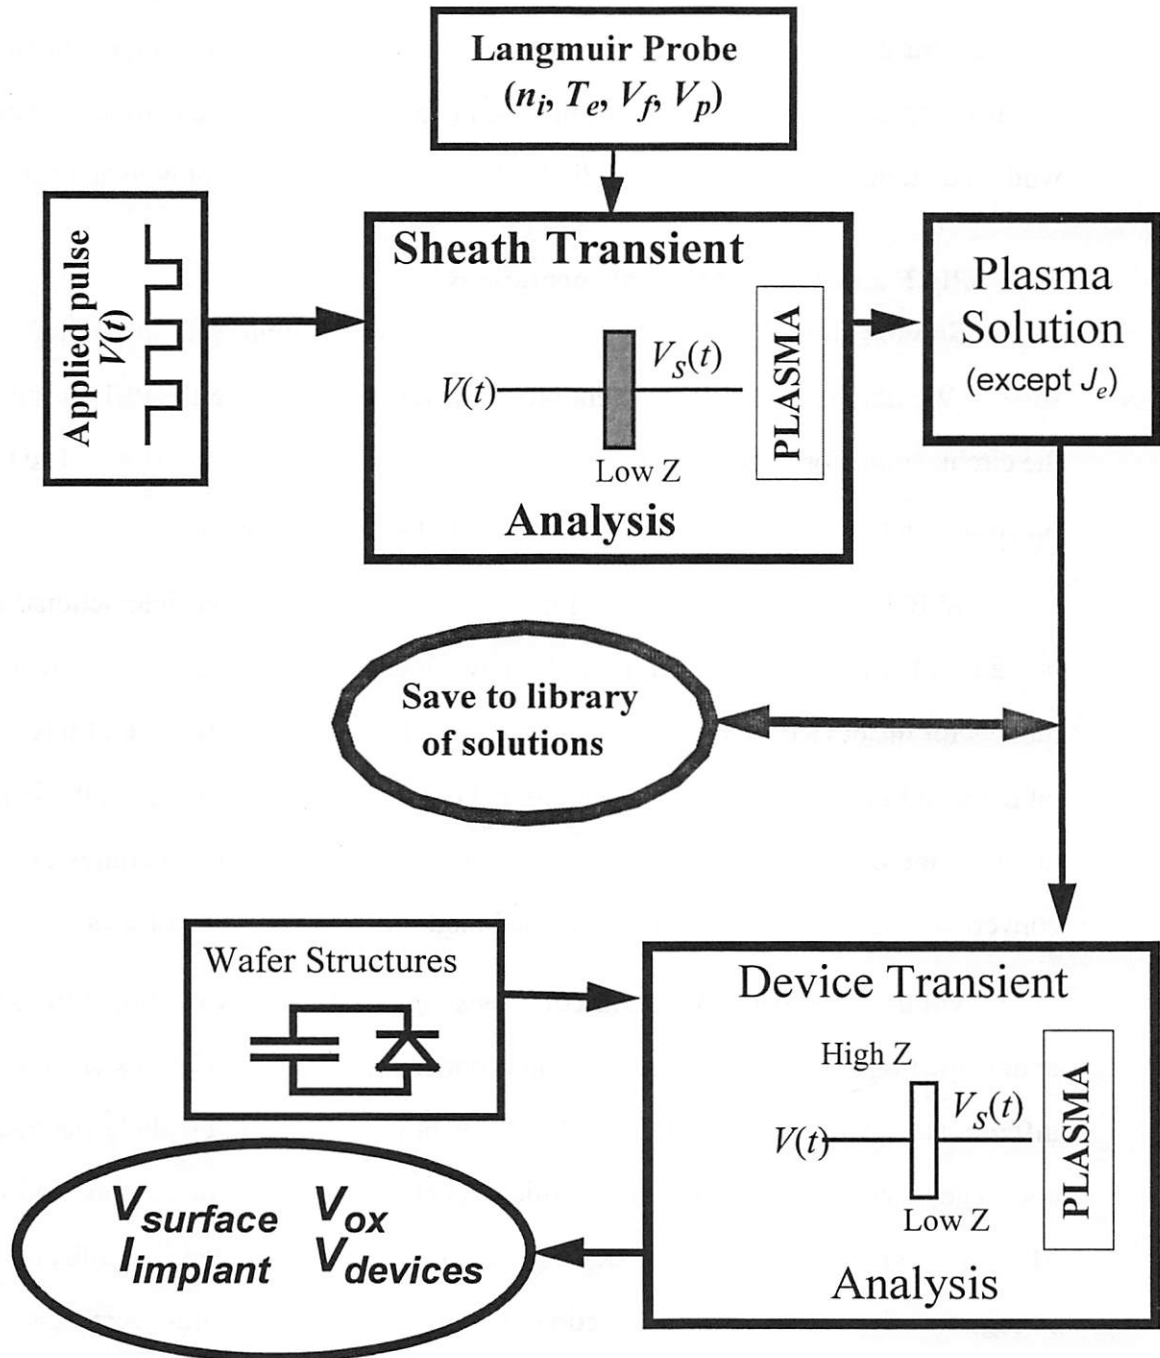 Langmuir Probe
(n_i, T_e, V_f, V_p)
Applied pulse
V(t)
Sheath Transient
V(t)
V_s(t)
Low Z
PLASMA
Analysis
Plasma
Solution
(except J_e)
Save to library
of solutions
Wafer Structures
Device Transient
High Z
V(t)
V_s(t)
Low Z
PLASMA
Analysis
V_surface V_ox
I_implant V_devices